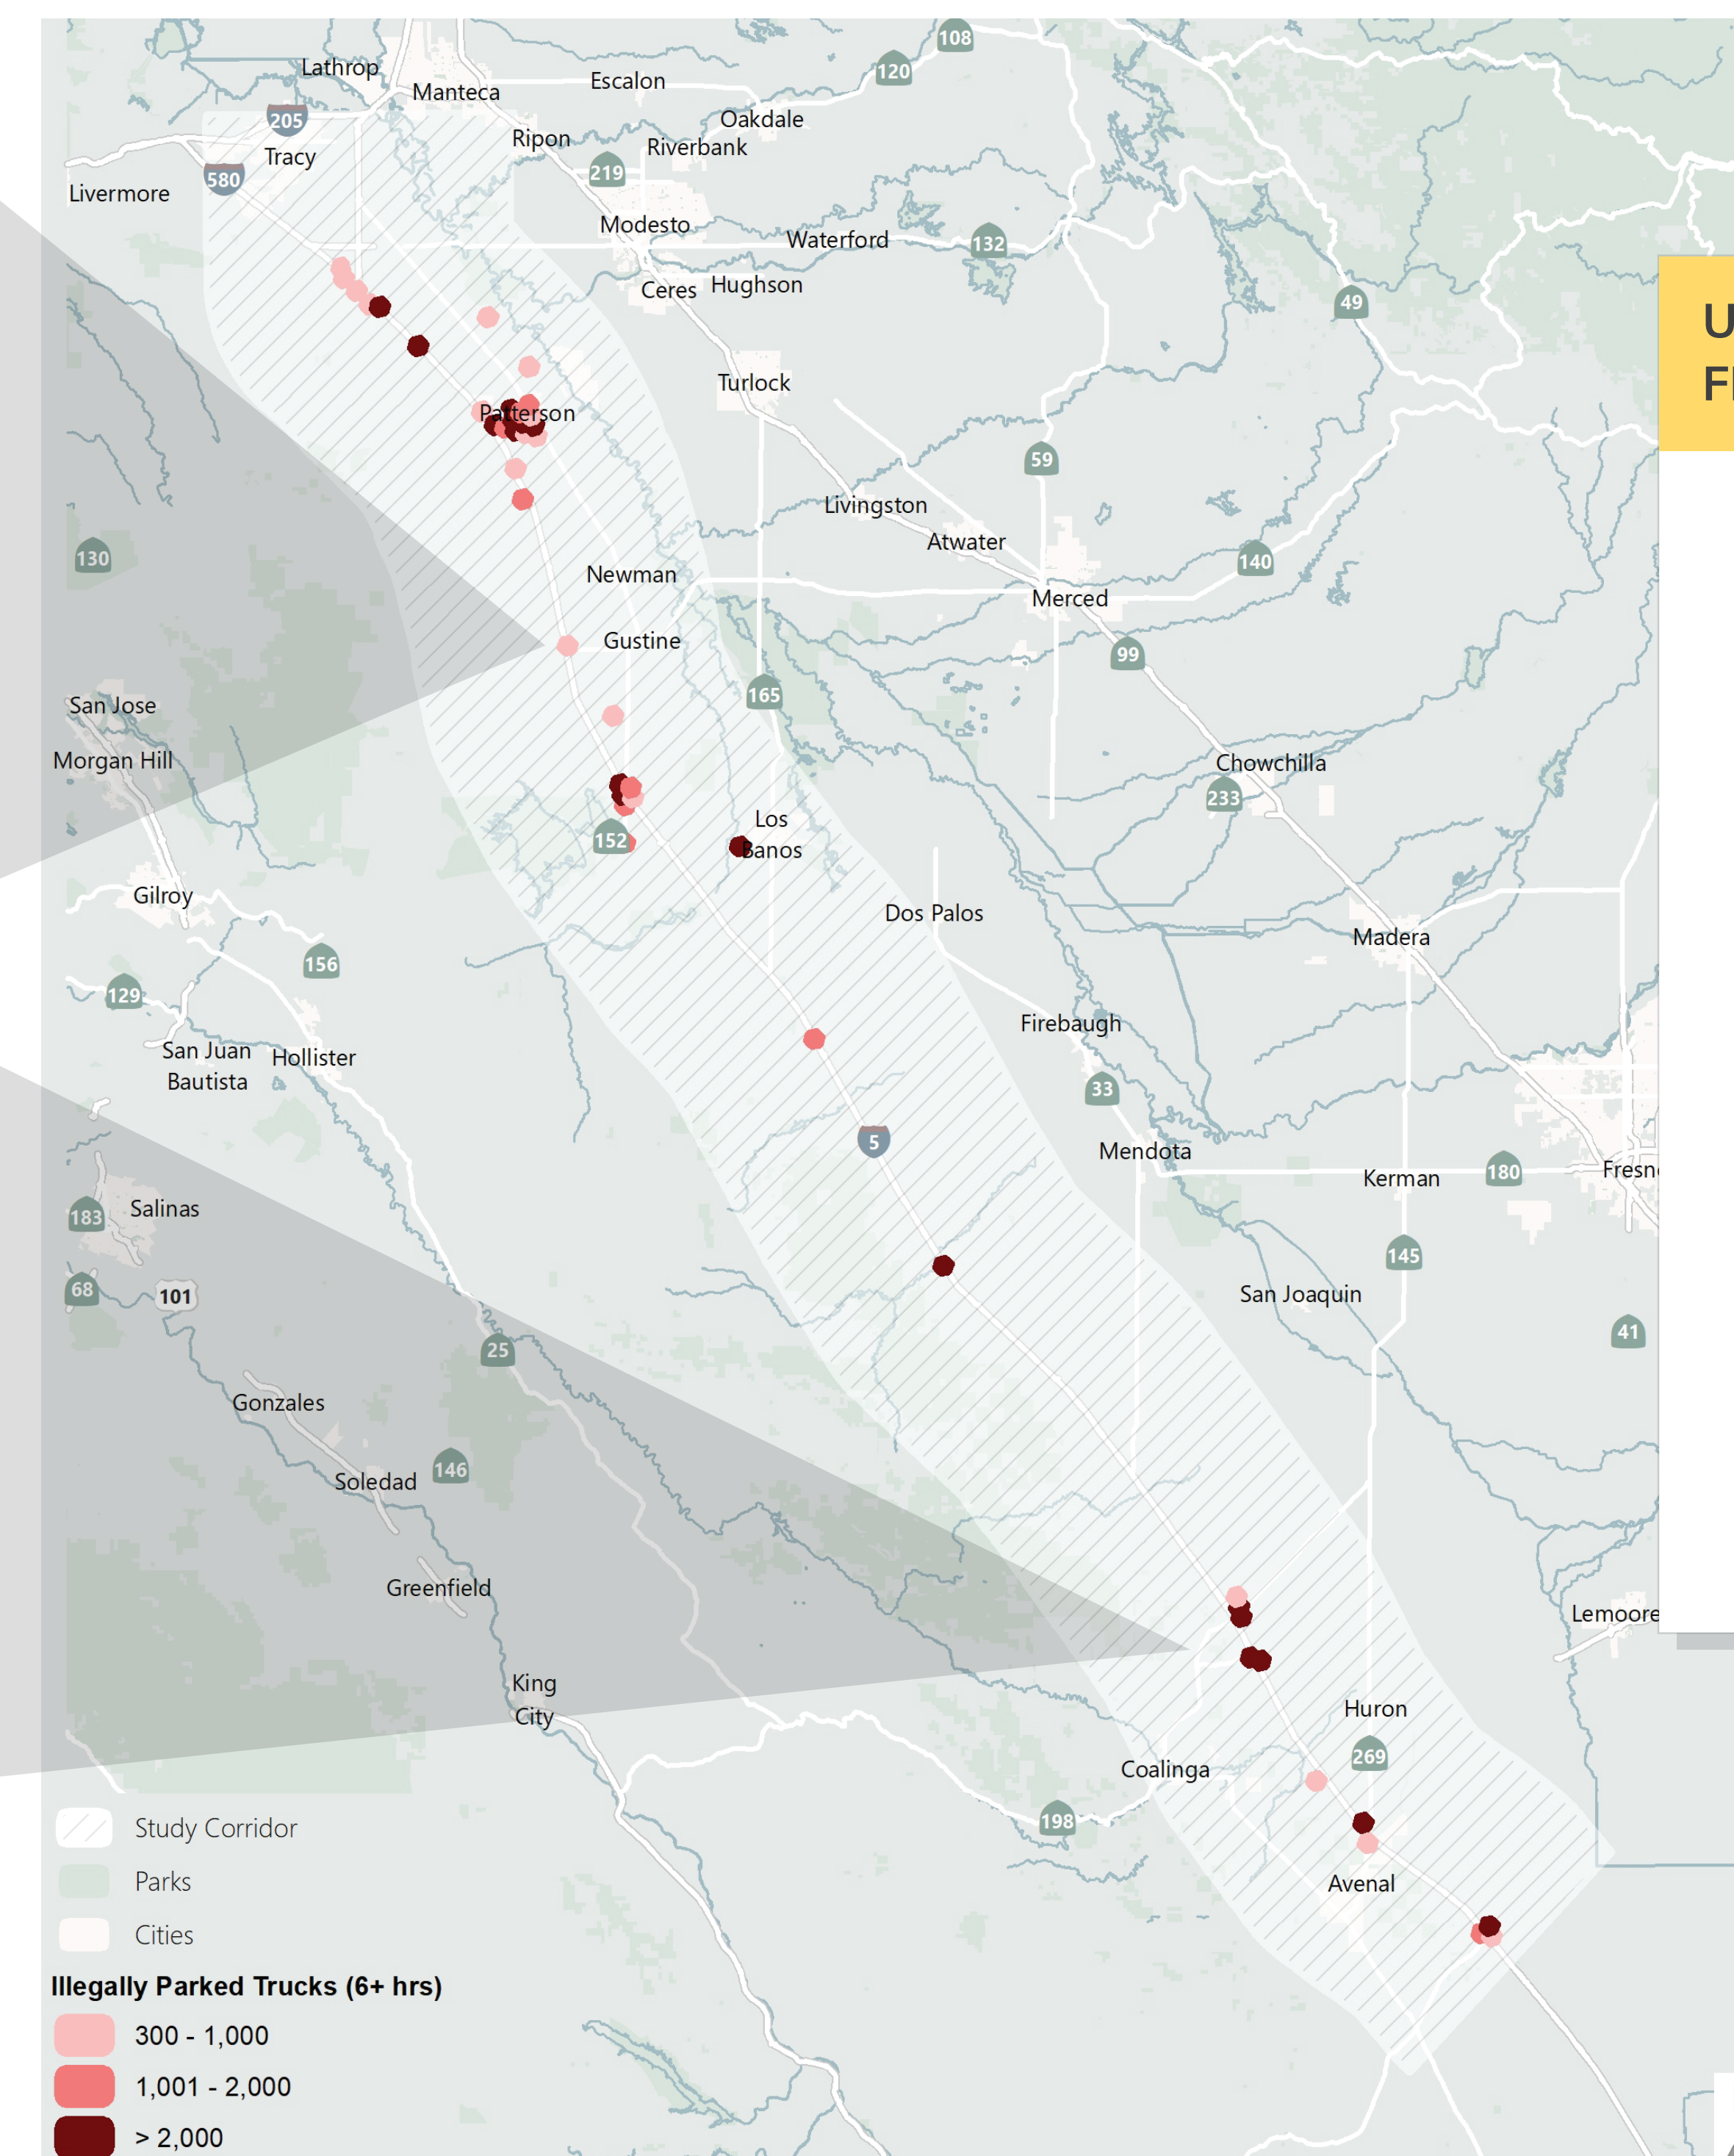 108
Lathrop
120
Manteca
Escalon
205
Oakdale
Ripon
Riverbank
Tracy
219
580
Livermore
Modesto
Waterford
132
Ceres
Hughson
49
U
Turlock
Patterson
59
Livingston
Atwater
130
140
Newman
Merced
Gustine
99
165
San Jose
Morgan Hill
Chowchilla
233
Los
Banos
152
Gilroy
Dos Palos
Madera
156
129
Firebaugh
San Juan
Bautista
Hollister
33
5
Mendota
Kerman
180
Fresn
183
Salinas
145
68
101
San Joaquin
41
25
Gonzales
146
Soledad
Greenfield
Lemoore
King
City
Huron
269
Coalinga
198
Avenal
Study Corridor
Parks
Cities
Illegally Parked Trucks (6+ hrs)
300 - 1,000
1,001 - 2,000
> 2,000